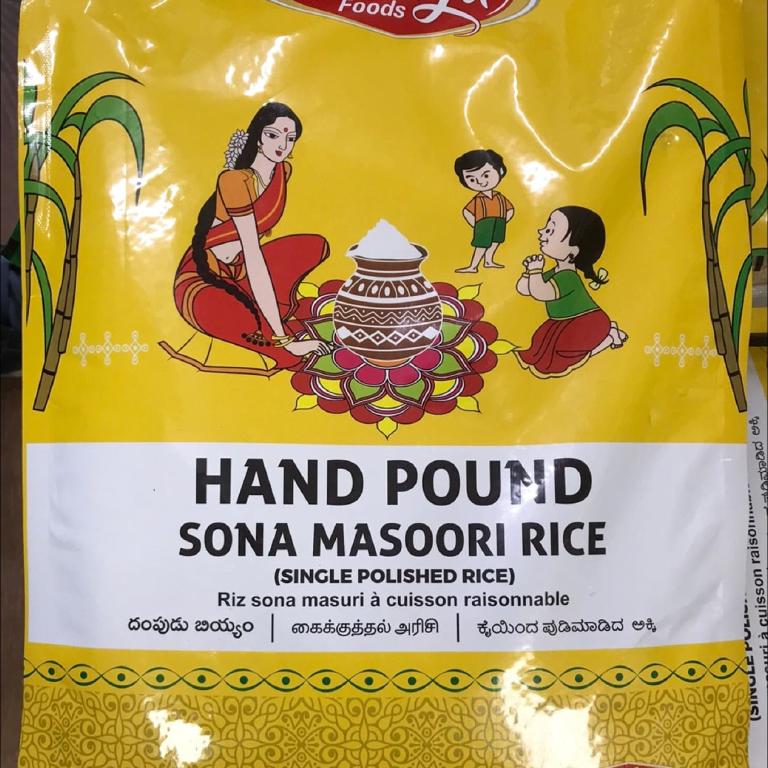 Foods
HAND POUND
SONA MASOORI RICE
(SINGLE POLISHED RICE)
Riz sona masuri à cuisson raisonnable
దంపుడు బియ్యం | கைக்குத்தல் அரிசி | ಕೈಯಿಂದ ಪುಡಿಮಾಡಿದ ಅಕ್ಕಿ